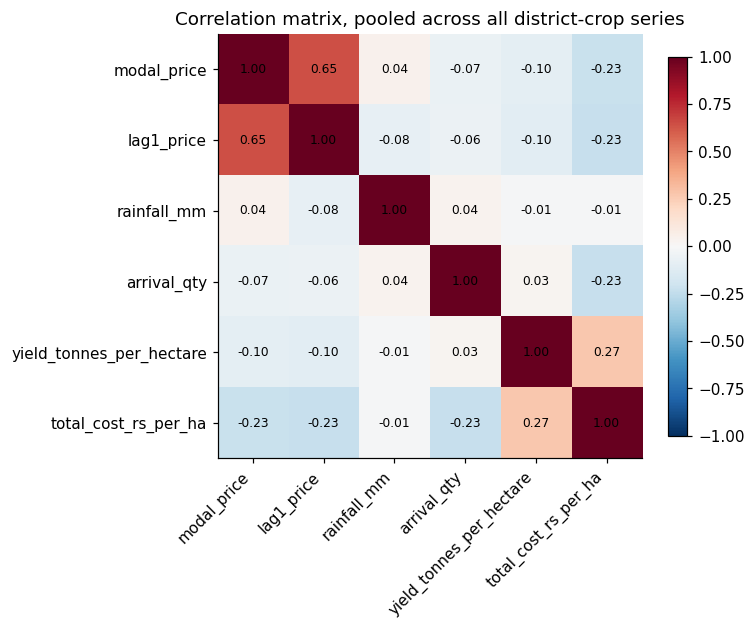 Correlation matrix, pooled across all district-crop series
modal_price 1.00 0.65 0.04 -0.07 -0.10 -0.23
lag1_price 0.65 1.00 -0.08 -0.06 -0.10 -0.23
rainfall_mm 0.04 -0.08 1.00 0.04 -0.01 -0.01
arrival_qty -0.07 -0.06 0.04 1.00 0.03 -0.23
yield_tonnes_per_hectare -0.10 -0.10 -0.01 0.03 1.00 0.27
total_cost_rs_per_ha -0.23 -0.23 -0.01 -0.23 0.27 1.00
modal_price
lag1_price
rainfall_mm
arrival_qty
yield_tonnes_per_hectare
total_cost_rs_per_ha
1.00
0.75
0.50
0.25
0.00
−0.25
−0.50
−0.75
−1.00